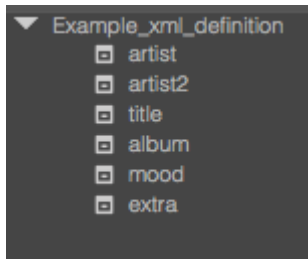 Example_xml_definition
artist
artist2
title
album
mood
extra